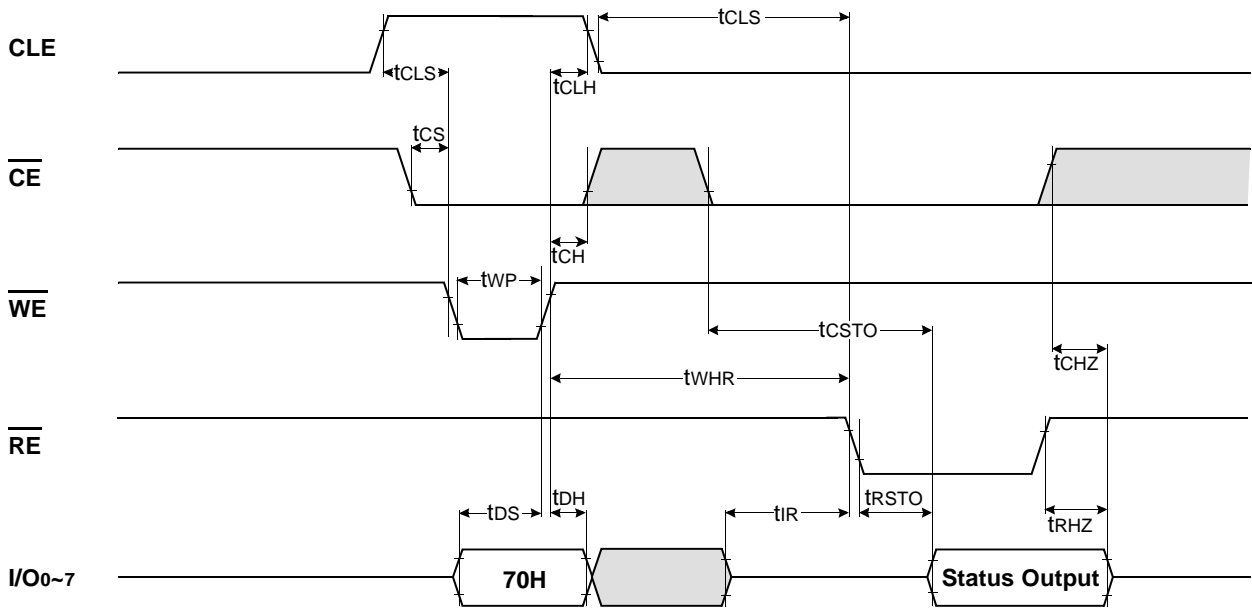 tCLS
CLE
tCLS
tCLH
tCS
CE
tCH
tWP
WE
tCSTO
tCHZ
tWHR
RE
tDH
tRSTO
tDS
tIR
tRHZ
I/O0~7
70H
Status Output